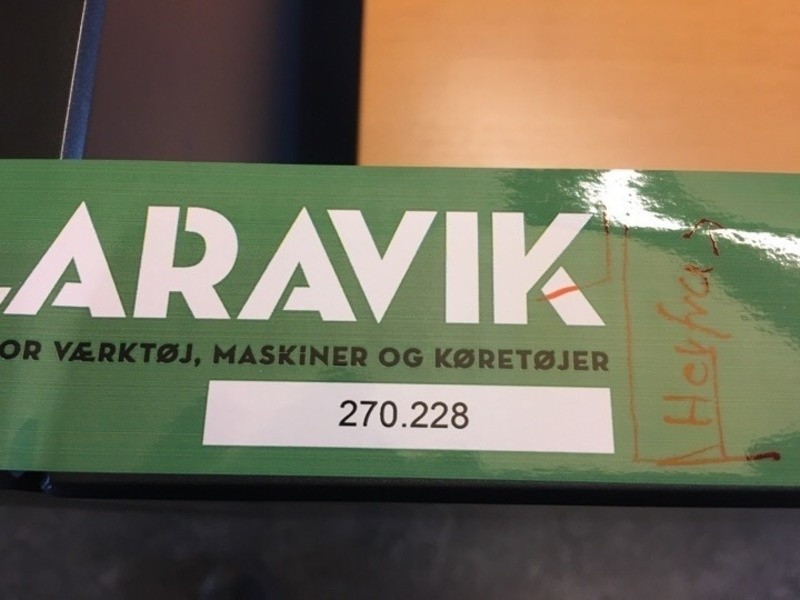 LARAVIK
OR VÆRKTØJ, MASKINER OG KØRETØJER
270.228
Herfra